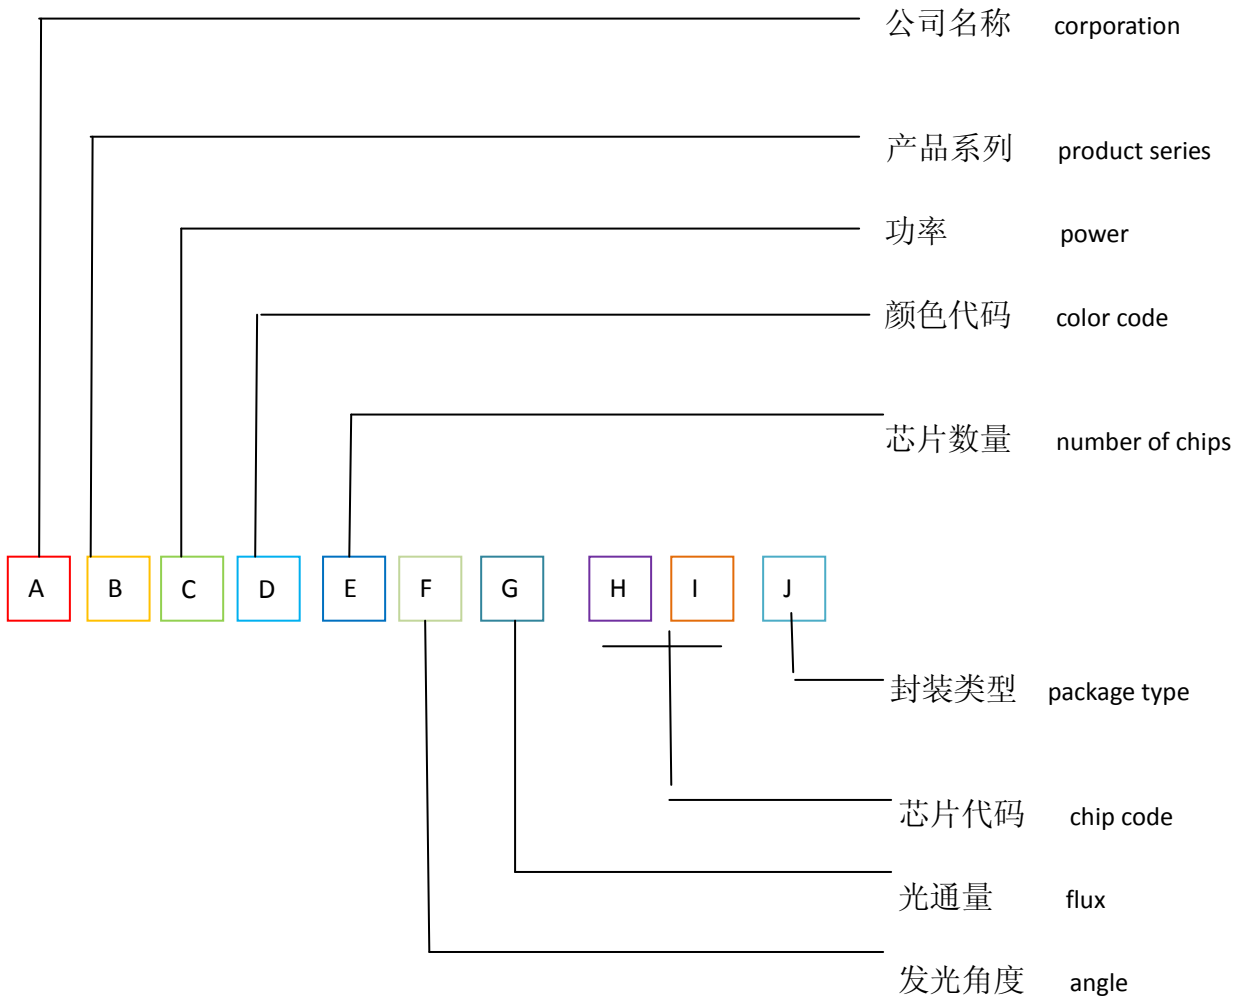 公司名称 corporation
产品系列 product series
功率 power
颜色代码 color code
芯片数量 number of chips
A B C D E F G H I J
封装类型 package type
芯片代码 chip code
光通量 flux
发光角度 angle